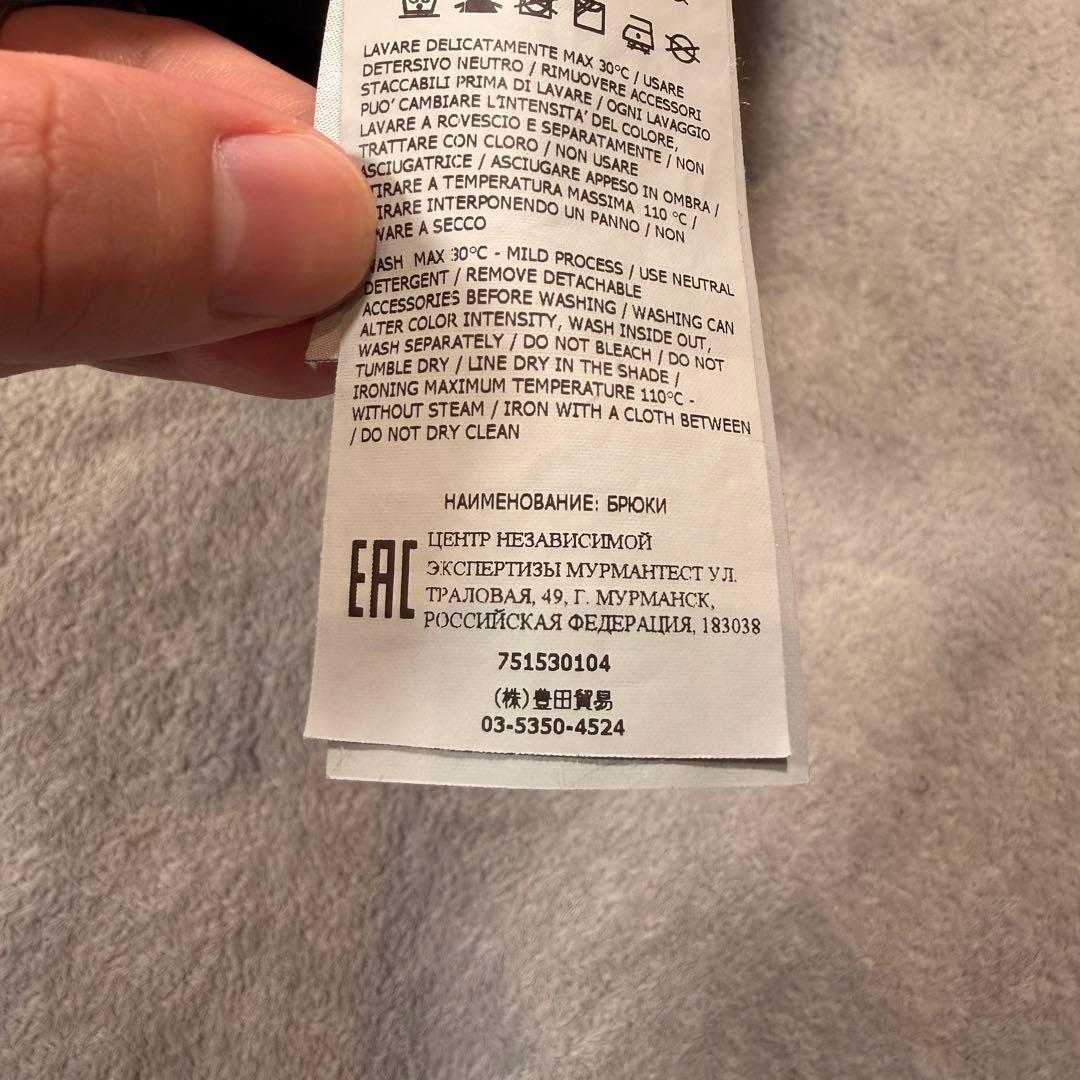 LAVARE DELICATAMENTE MAX 30°C / USARE
DETERSIVO NEUTRO / RIMUOVERE ACCESSORI
STACCABILI PRIMA DI LAVARE / OGNI LAVAGGIO
PUO' CAMBIARE L'INTENSITA' DEL COLORE,
LAVARE A ROVESCIO E SEPARATAMENTE / NON
TRATTARE CON CLORO / NON USARE
ASCIUGATRICE / ASCIUGARE APPESO IN OMBRA /
TIRARE A TEMPERATURA MASSIMA 110 °C /
TIRARE INTERPONENDO UN PANNO / NON
A SECCO
WASH MAX 30°C - MILD PROCESS / USE NEUTRAL
DETERGENT / REMOVE DETACHABLE
ACCESSORIES BEFORE WASHING / WASHING CAN
ALTER COLOR INTENSITY, WASH INSIDE OUT,
WASH SEPARATELY / DO NOT BLEACH / DO NOT
TUMBLE DRY / LINE DRY IN THE SHADE /
IRONING MAXIMUM TEMPERATURE 110°C -
WITHOUT STEAM / IRON WITH A CLOTH BETWEEN
/ DO NOT DRY CLEAN
НАИМЕНОВАНИЕ: БРЮКИ
EAC
ЦЕНТР НЕЗАВИСИМОЙ
ЭКСПЕРТИЗЫ МУРМАНТЕСТ УЛ.
ТРАЛОВАЯ, 49, Г. МУРМАНСК,
РОССИЙСКАЯ ФЕДЕРАЦИЯ, 183038
751530104
(株)豊田貿易
03-5350-4524